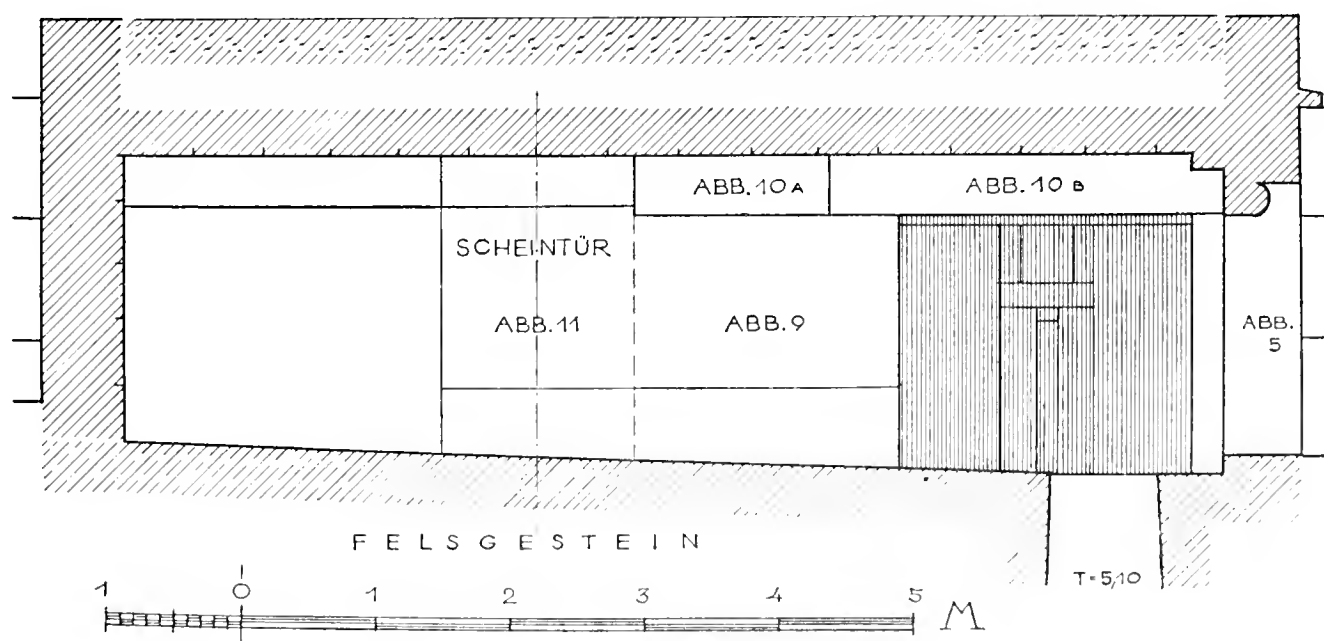 ABB. 10 A
ABB. 10 B
SCHEINTÜR
ABB. 11
ABB. 9
ABB.
5
FELSGESTEIN
T = 5,10
1 0 1 2 3 4 5 M